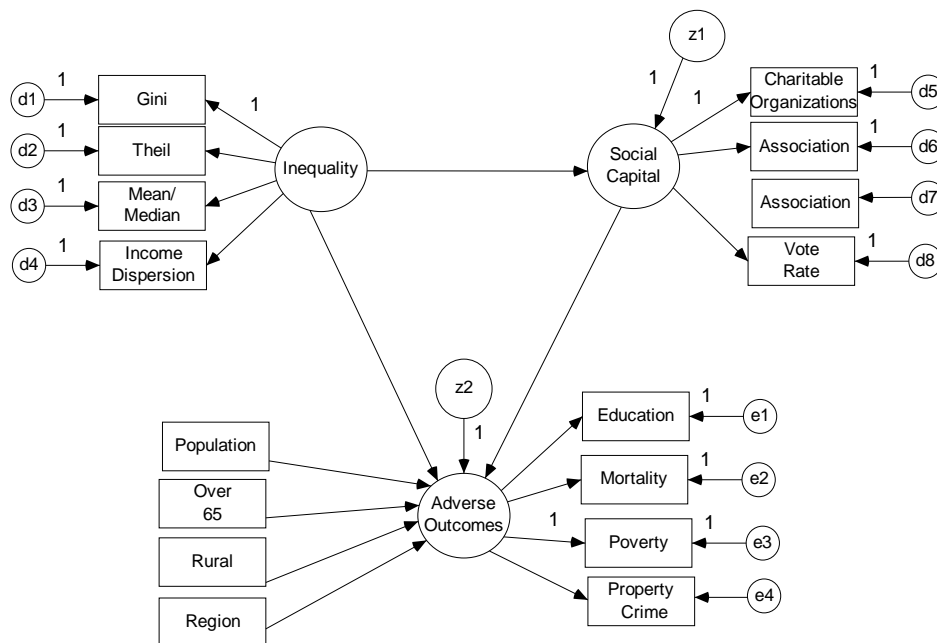 z1
1
d1
1
Gini
1
Inequality
d2
1
Theil
d3
1
Mean/
Median
d4
1
Income
Dispersion
1
1
Social
Capital
Charitable
Organizations
1
d5
Association
1
d6
Association
d7
Vote
Rate
1
d8
z2
1
Population
Over
65
Rural
Region
Adverse
Outcomes
Education
1
e1
Mortality
1
e2
1
Poverty
1
e3
Property
Crime
e4